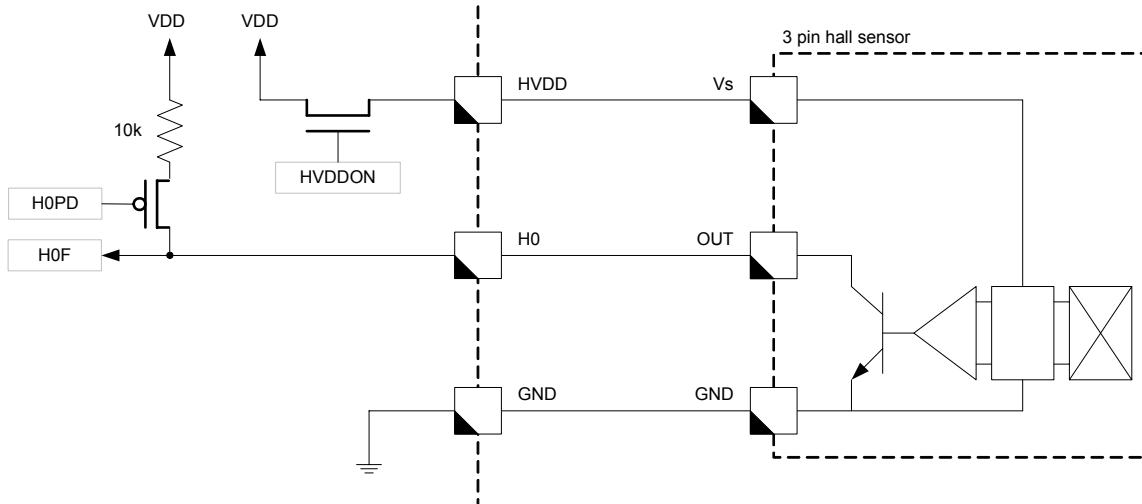 VDD
VDD
3 pin hall sensor
HVDD
Vs
10k
HVDDON
H0PD
H0
OUT
H0F
GND
GND